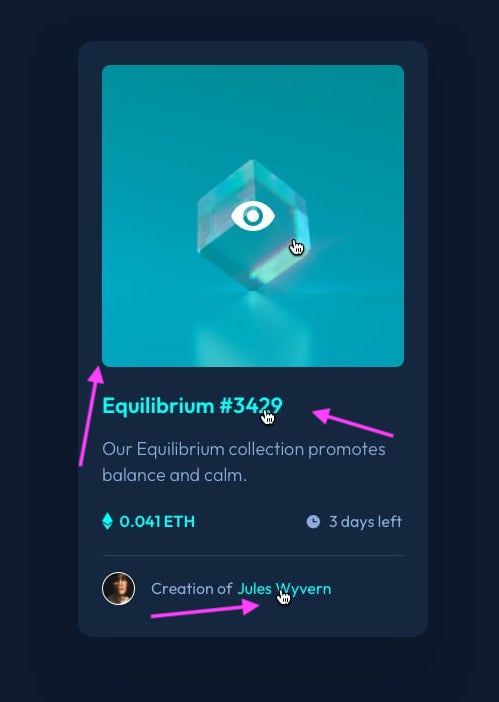 Equilibrium #3429
Our Equilibrium collection promotes
balance and calm.
0.041 ETH
3 days left
Creation of Jules Wyvern